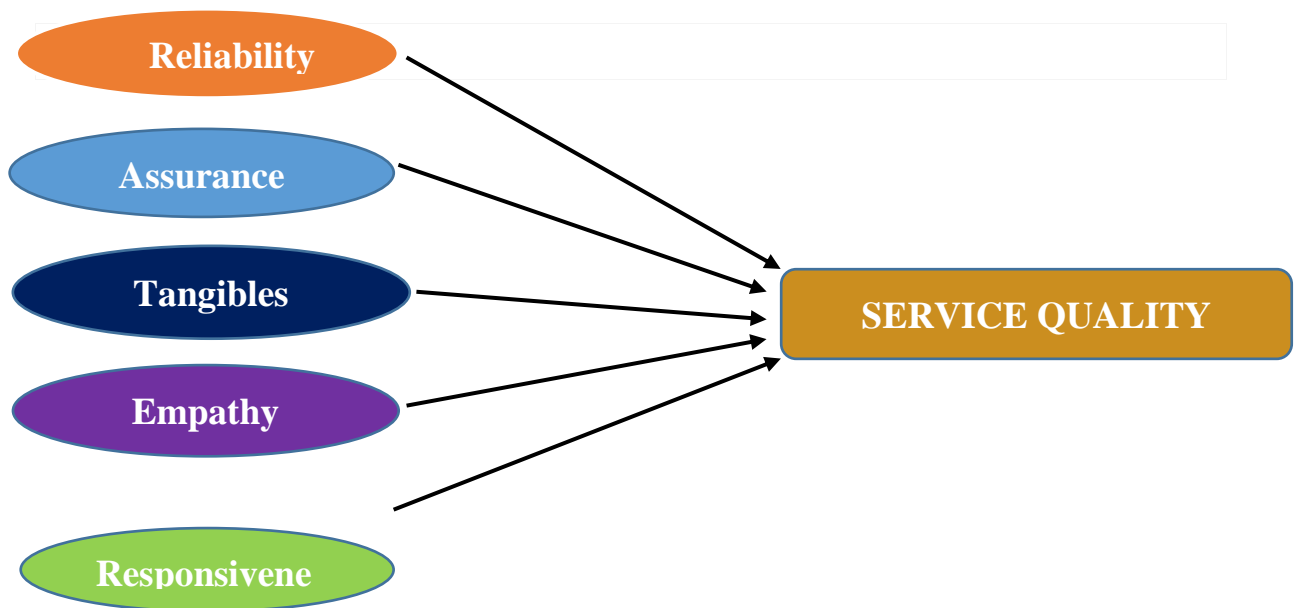 Reliability
Assurance
Tangibles
Empathy
Responsivene
SERVICE QUALITY